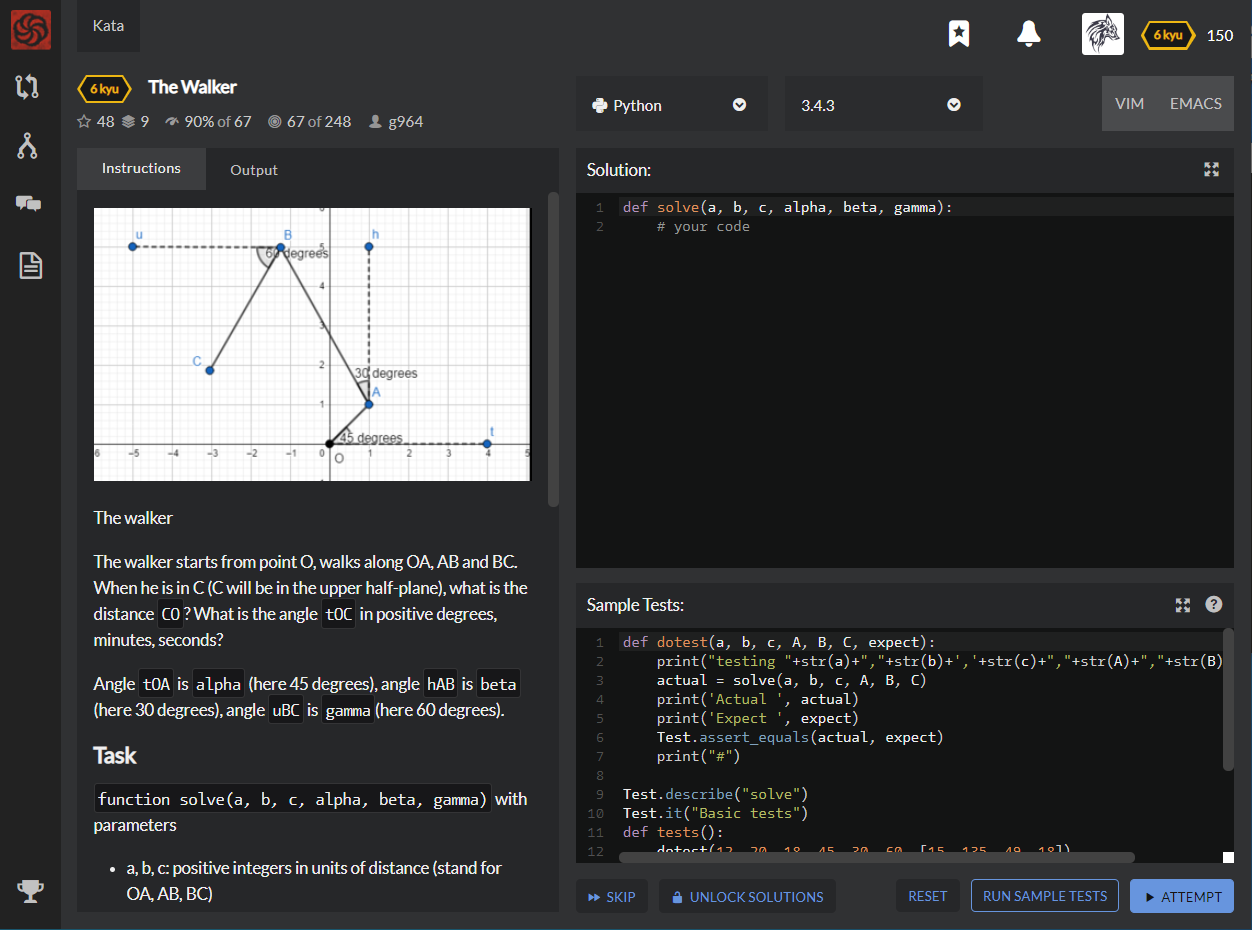 Kata
6 kyu
150
6 kyu
The Walker
48
9
90% of 67
67 of 248
g964
Python
3.4.3
VIM
EMACS
Instructions
Output
u
B
h
60 degrees
5
4
3
C
2
30 degrees
A
1
45 degrees
t
6 −5 −4 −3 −2 −1 0 1 2 3 4 5
O
The walker
The walker starts from point O, walks along OA, AB and BC.
When he is in C (C will be in the upper half-plane), what is the
distance CO? What is the angle tOC in positive degrees,
minutes, seconds?
Angle tOA is alpha (here 45 degrees), angle hAB is beta
(here 30 degrees), angle uBC is gamma (here 60 degrees).
Task
function solve(a, b, c, alpha, beta, gamma) with
parameters
• a, b, c: positive integers in units of distance (stand for
OA, AB, BC)
Solution:
1 def solve(a, b, c, alpha, beta, gamma):
2     # your code
Sample Tests:
1 def dotest(a, b, c, A, B, C, expect):
2     print("testing "+str(a)+","+str(b)+','+str(c)+","+str(A)+","+str(B)
3     actual = solve(a, b, c, A, B, C)
4     print('Actual ', actual)
5     print('Expect ', expect)
6     Test.assert_equals(actual, expect)
7     print("#")
8
9 Test.describe("solve")
10 Test.it("Basic tests")
11 def tests():
12     dotest(12, 20, 18, 45, 30, 60, [15, 135, 49, 18])
SKIP
UNLOCK SOLUTIONS
RESET
RUN SAMPLE TESTS
ATTEMPT